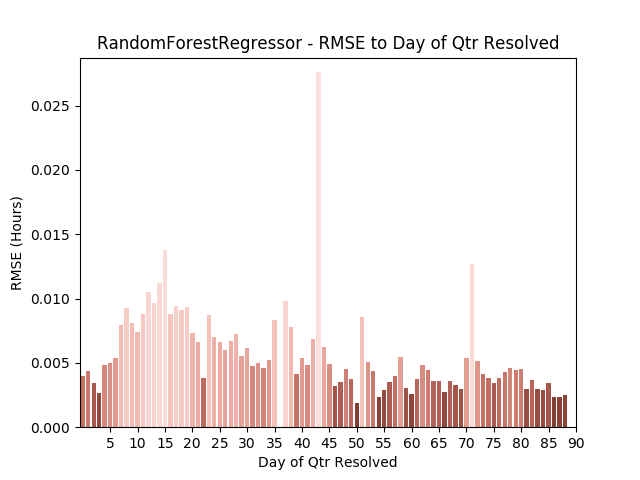 RandomForestRegressor - RMSE to Day of Qtr Resolved
0.025
0.020
0.015
0.010
0.005
0.000
RMSE (Hours)
5 10 15 20 25 30 35 40 45 50 55 60 65 70 75 80 85 90
Day of Qtr Resolved